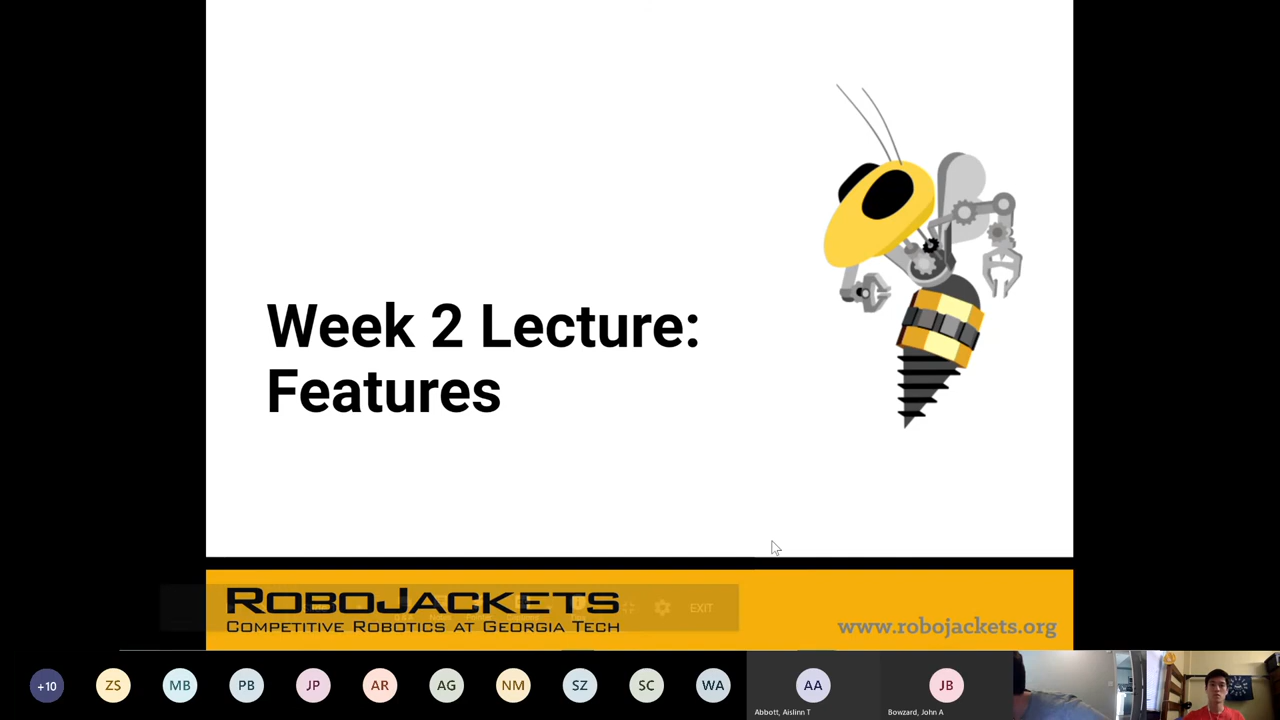 Week 2 Lecture:
Features
ROBOJACKETS
EXIT
COMPETITIVE ROBOTICS AT GEORGIA TECH
www.robojackets.org
+10
ZS
MB
PB
JP
AR
AG
NM
SZ
SC
WA
AA
JB
Abbott, Aislinn T
Bowzard, John A